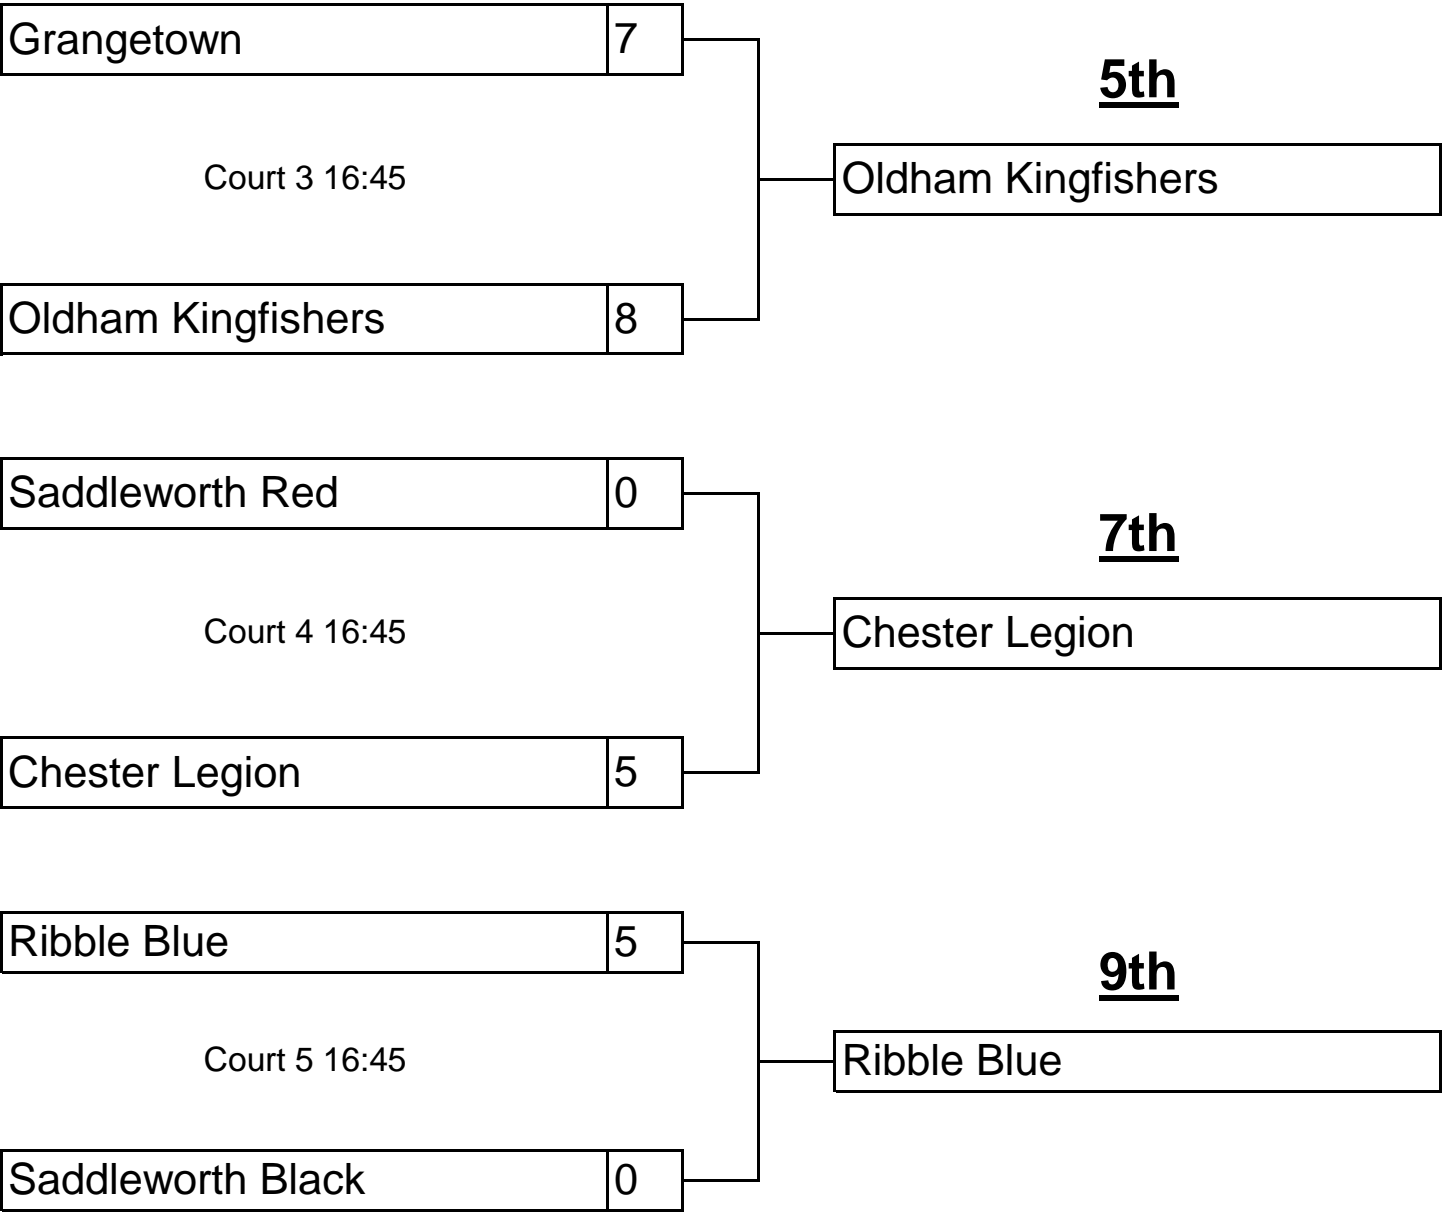 Grangetown 7
5th
Court 3 16:45
Oldham Kingfishers
Oldham Kingfishers 8
Saddleworth Red 0
7th
Court 4 16:45
Chester Legion
Chester Legion 5
Ribble Blue 5
9th
Court 5 16:45
Ribble Blue
Saddleworth Black 0